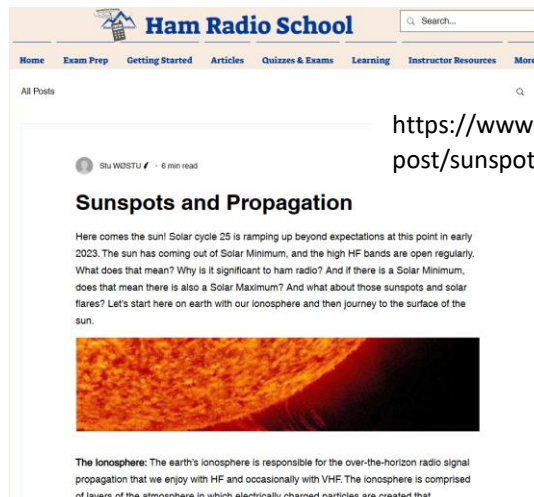 Ham Radio School
Search...
Home Exam Prep Getting Started Articles Quizzes & Exams Learning Instructor Resources More
All Posts
https://www
post/sunspot
Stu WØSTU · 6 min read
Sunspots and Propagation
Here comes the sun! Solar cycle 25 is ramping up beyond expectations at this point in early
2023. The sun has coming out of Solar Minimum, and the high HF bands are open regularly.
What does that mean? Why is it significant to ham radio? And if there is a Solar Minimum,
does that mean there is also a Solar Maximum? And what about those sunspots and solar
flares? Let's start here on earth with our ionosphere and then journey to the surface of the
sun.
The Ionosphere: The earth's ionosphere is responsible for the over-the-horizon radio signal
propagation that we enjoy with HF and occasionally with VHF. The ionosphere is comprised
of layers of the atmosphere in which electrically charged particles are created that